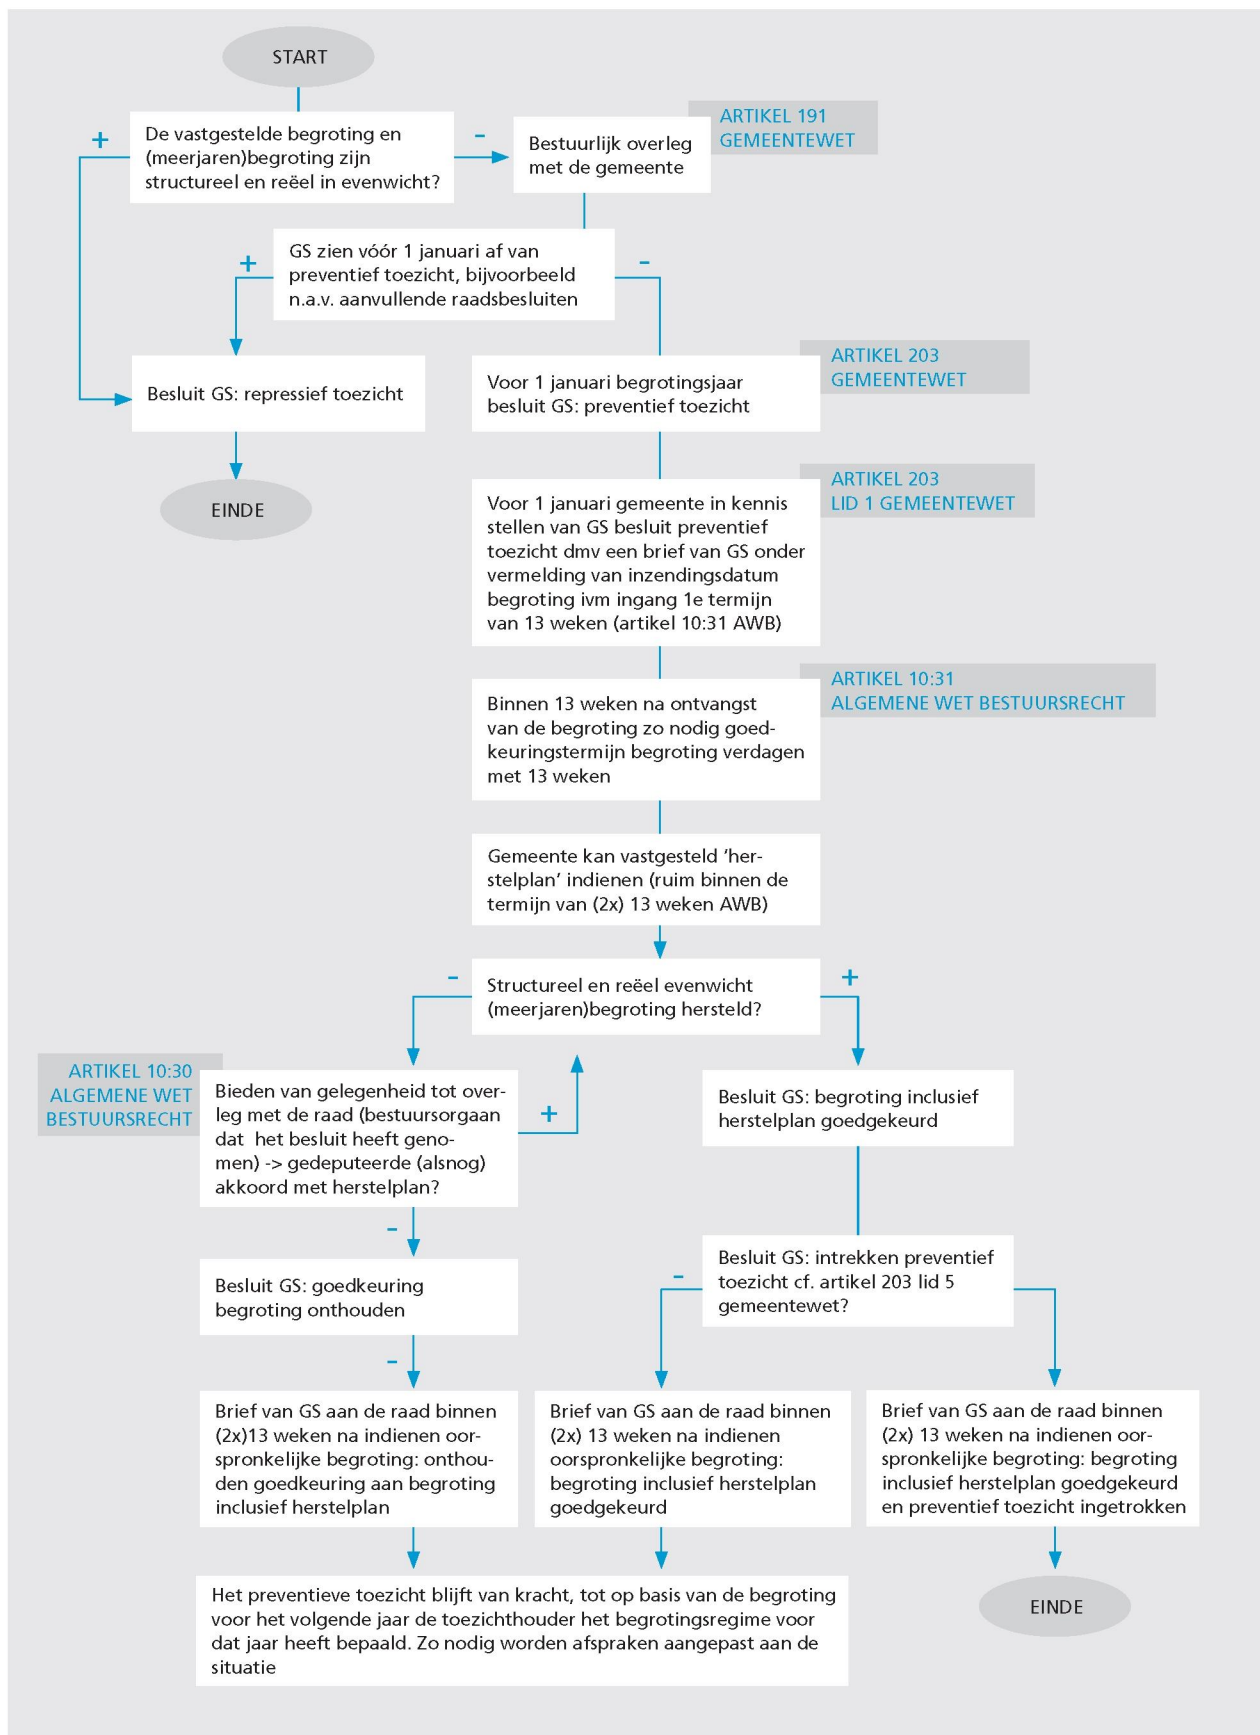 START
De vastgestelde begroting en
(meerjaren)begroting zijn
structureel en reëel in evenwicht?
+
-
Bestuurlijk overleg
met de gemeente
ARTIKEL 191
GEMEENTEWET
GS zien vóór 1 januari af van
preventief toezicht, bijvoorbeeld
n.a.v. aanvullende raadsbesluiten
+
-
Besluit GS: repressief toezicht
EINDE
Voor 1 januari begrotingsjaar
besluit GS: preventief toezicht
ARTIKEL 203
GEMEENTEWET
Voor 1 januari gemeente in kennis
stellen van GS besluit preventief
toezicht dmv een brief van GS onder
vermelding van inzendingsdatum
begroting ivm ingang 1e termijn
van 13 weken (artikel 10:31 AWB)
ARTIKEL 203
LID 1 GEMEENTEWET
Binnen 13 weken na ontvangst
van de begroting zo nodig goed-
keuringstermijn begroting verdagen
met 13 weken
ARTIKEL 10:31
ALGEMENE WET BESTUURSRECHT
Gemeente kan vastgesteld ‘her-
stelplan’ indienen (ruim binnen de
termijn van (2x) 13 weken AWB)
-
Structureel en reëel evenwicht
(meerjaren)begroting hersteld?
+
ARTIKEL 10:30
ALGEMENE WET
BESTUURSRECHT
Bieden van gelegenheid tot over-
leg met de raad (bestuursorgaan
dat het besluit heeft geno-
men) -> gedeputeerde (alsnog)
akkoord met herstelplan?
+
-
Besluit GS: begroting inclusief
herstelplan goedgekeurd
Besluit GS: goedkeuring
begroting onthouden
-
Besluit GS: intrekken preventief
toezicht cf. artikel 203 lid 5
gemeentewet?
-
Brief van GS aan de raad binnen
(2x)13 weken na indienen oor-
spronkelijke begroting: onthou-
den goedkeuring aan begroting
inclusief herstelplan
Brief van GS aan de raad binnen
(2x) 13 weken na indienen
oorspronkelijke begroting:
begroting inclusief herstelplan
goedgekeurd
Brief van GS aan de raad binnen
(2x) 13 weken na indienen oor-
spronkelijke begroting: begroting
inclusief herstelplan goedgekeurd
en preventief toezicht ingetrokken
Het preventieve toezicht blijft van kracht, tot op basis van de begroting
voor het volgende jaar de toezichthouder het begrotingsregime voor
dat jaar heeft bepaald. Zo nodig worden afspraken aangepast aan de
situatie
EINDE